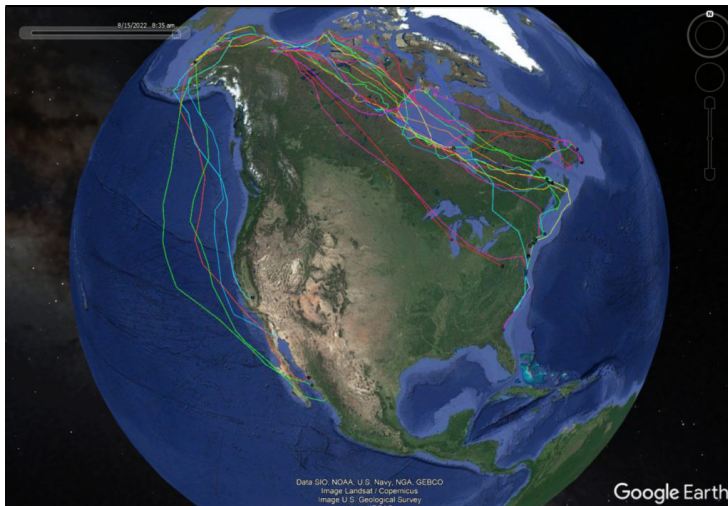 8/15/2022 8:35 am
N
Data SIO, NOAA, U.S. Navy, NGA, GEBCO
Image Landsat / Copernicus
Image U.S. Geological Survey
Google Earth